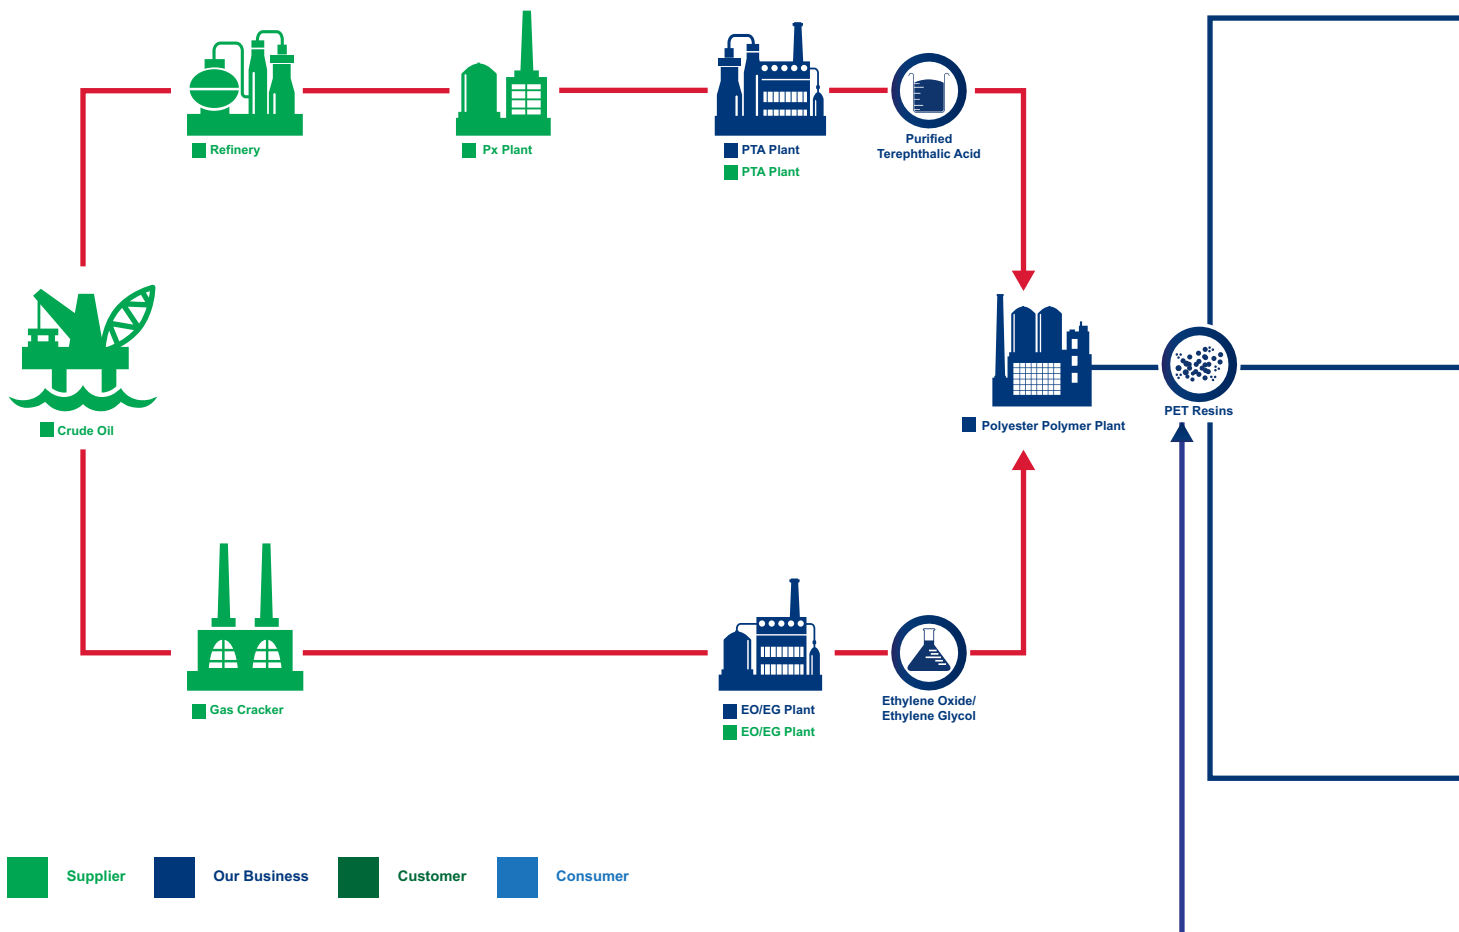 Refinery
Px Plant
PTA Plant
PTA Plant
Purified
Terephthalic Acid
Crude Oil
Polyester Polymer Plant
PET Resins
Gas Cracker
EO/EG Plant
EO/EG Plant
Ethylene Oxide/
Ethylene Glycol
Supplier
Our Business
Customer
Consumer